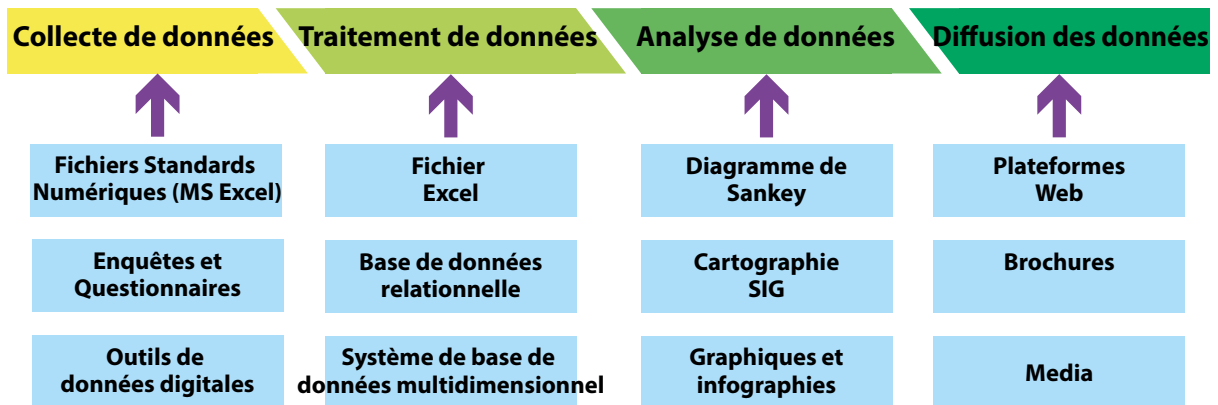 Collecte de données
Traitement de données
Analyse de données
Diffusion des données
Fichiers Standards
Numériques (MS Excel)
Fichier
Excel
Diagramme de
Sankey
Plateformes
Web
Enquêtes et
Questionnaires
Base de données
relationnelle
Cartographie
SIG
Brochures
Outils de
données digitales
Système de base de
données multidimensionnel
Graphiques et
infographies
Media